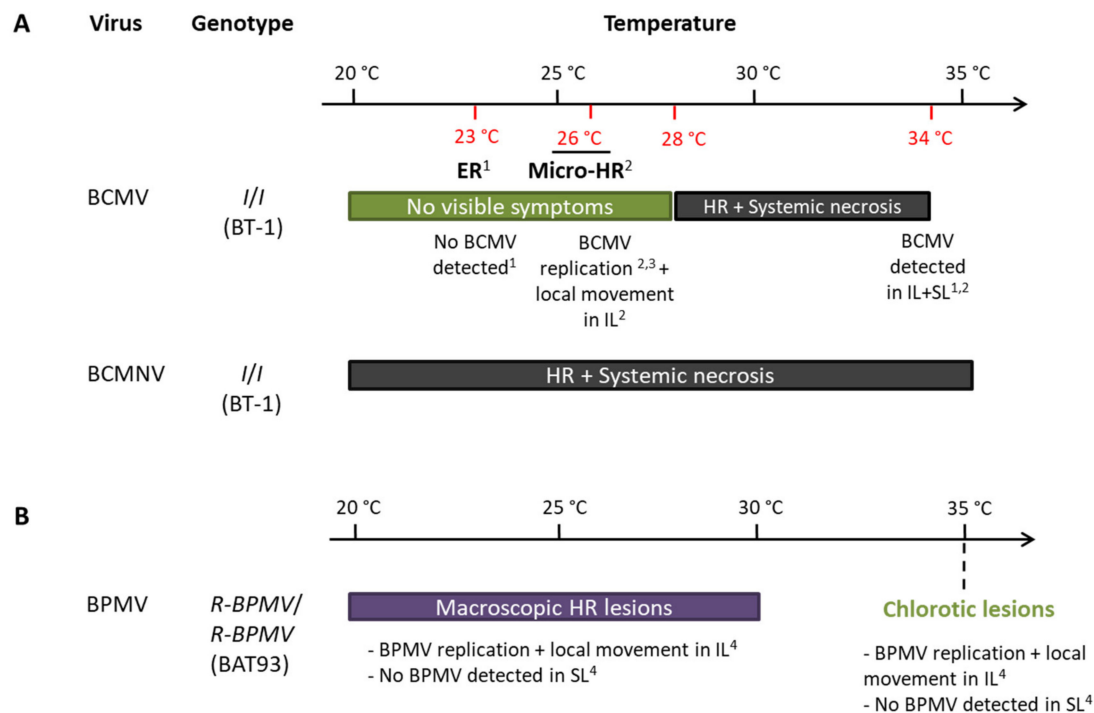 A Virus Genotype Temperature
20 °C 25 °C 30 °C 35 °C
23 °C 26 °C 28 °C 34 °C
ER¹ Micro-HR²
BCMV I/I No visible symptoms HR + Systemic necrosis
(BT-1)
No BCMV
detected¹
BCMV
replication ²,³ +
local movement
in IL²
BCMV
detected
in IL+SL¹,²
BCMNV I/I HR + Systemic necrosis
(BT-1)
B
20 °C 25 °C 30 °C 35 °C
BPMV R-BPMV/ Macroscopic HR lesions Chlorotic lesions
R-BPMV
(BAT93)
- BPMV replication + local movement in IL⁴
- No BPMV detected in SL⁴
- BPMV replication + local
movement in IL⁴
- No BPMV detected in SL⁴